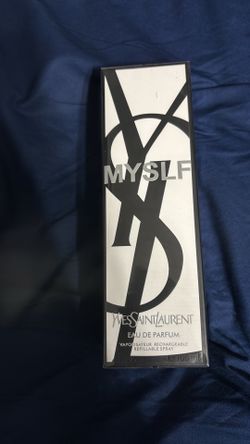 MYSLF
YVESSAINTLAURENT
EAU DE PARFUM
VAPORISATEUR RECHARGEABLE
REFILLABLE SPRAY